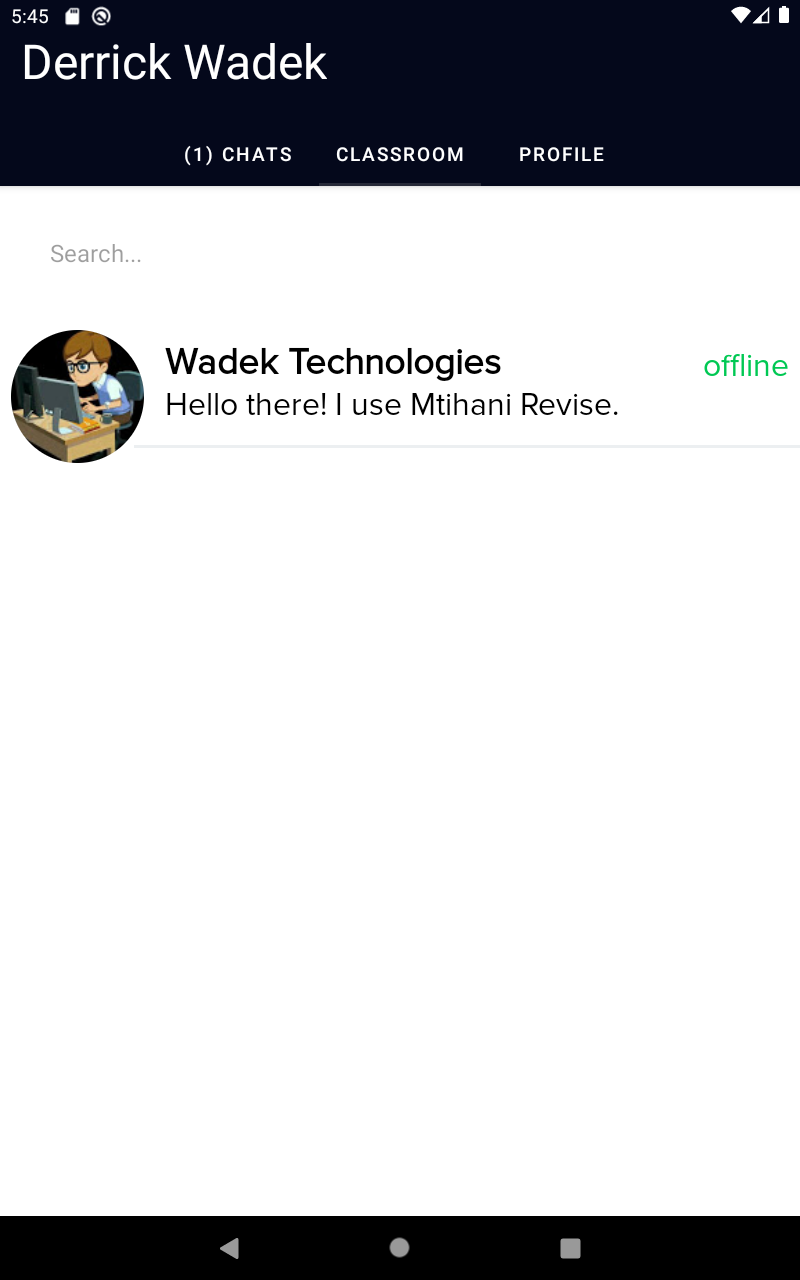 5:45
Derrick Wadek
(1) CHATS CLASSROOM PROFILE
Search...
Wadek Technologies
offline
Hello there! I use Mtihani Revise.